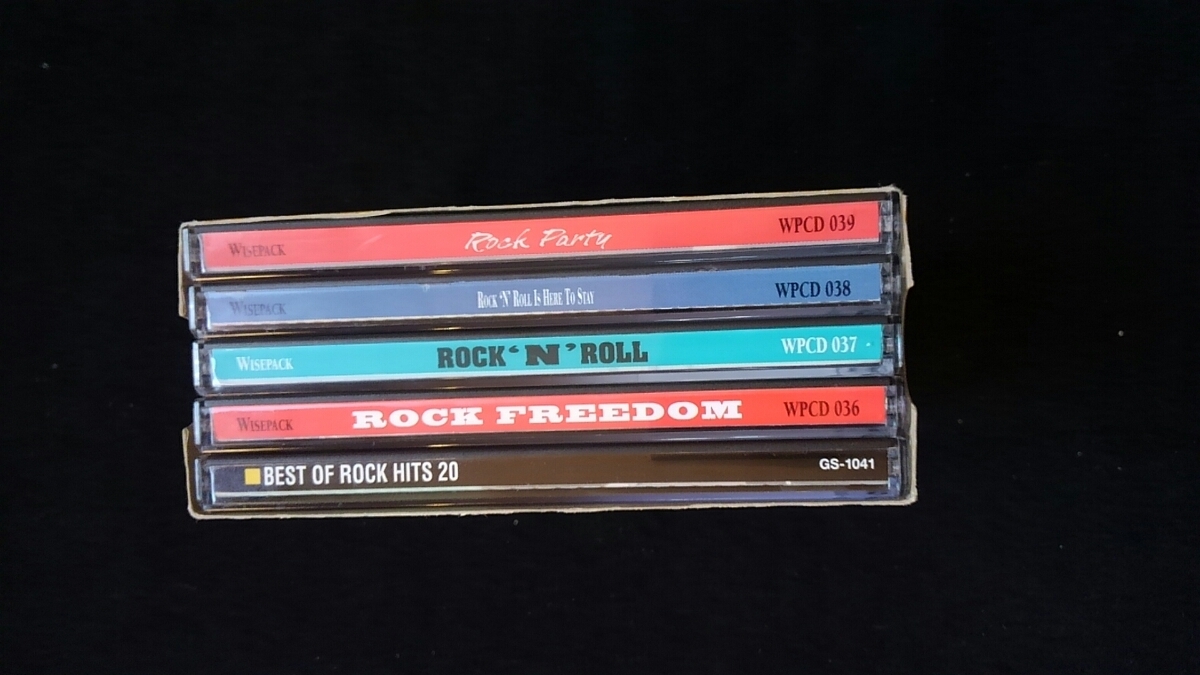 WISEPACK Rock Party WPCD 039
WISEPACK ROCK 'N' ROLL IS HERE TO STAY WPCD 038
WISEPACK ROCK 'N' ROLL WPCD 037
WISEPACK ROCK FREEDOM WPCD 036
BEST OF ROCK HITS 20 GS-1041